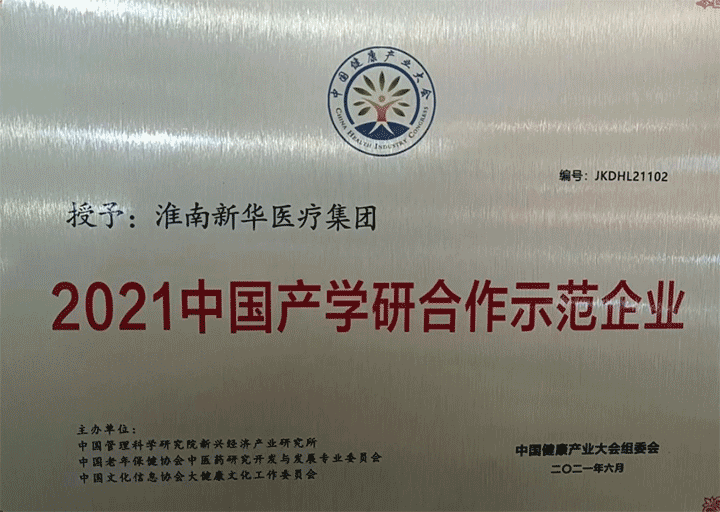 中国健康产业大会
CHINA HEALTH INDUSTRY CONGRESS
编号：JKDHL21102
授予：淮南新华医疗集团
2021中国产学研合作示范企业
主办单位：
中国管理科学研究院新兴经济产业研究所
中国老年保健协会中医药研究开发与发展专业委员会
中国文化信息协会大健康文化工作委员会
中国健康产业大会组委会
二〇二一年六月